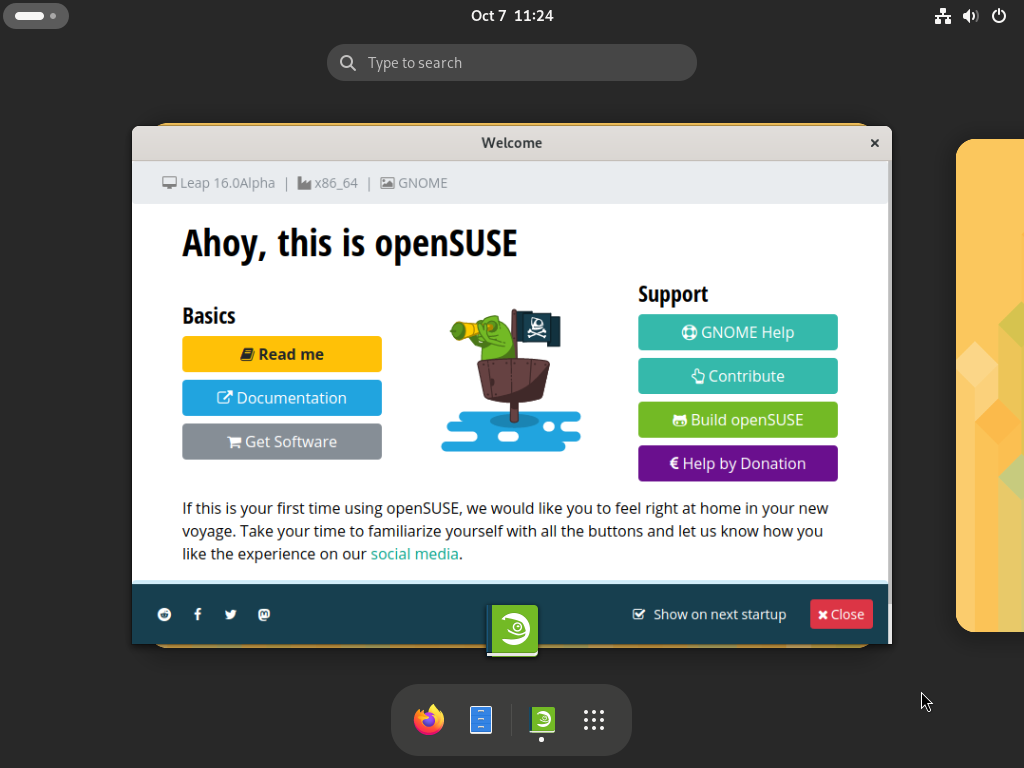 Oct 7 11:24
Type to search
Welcome
Leap 16.0Alpha | x86_64 | GNOME
Ahoy, this is openSUSE
Basics
Read me
Documentation
Get Software
Support
GNOME Help
Contribute
Build openSUSE
Help by Donation
If this is your first time using openSUSE, we would like you to feel right at home in your new
voyage. Take your time to familiarize yourself with all the buttons and let us know how you
like the experience on our social media.
Show on next startup
Close